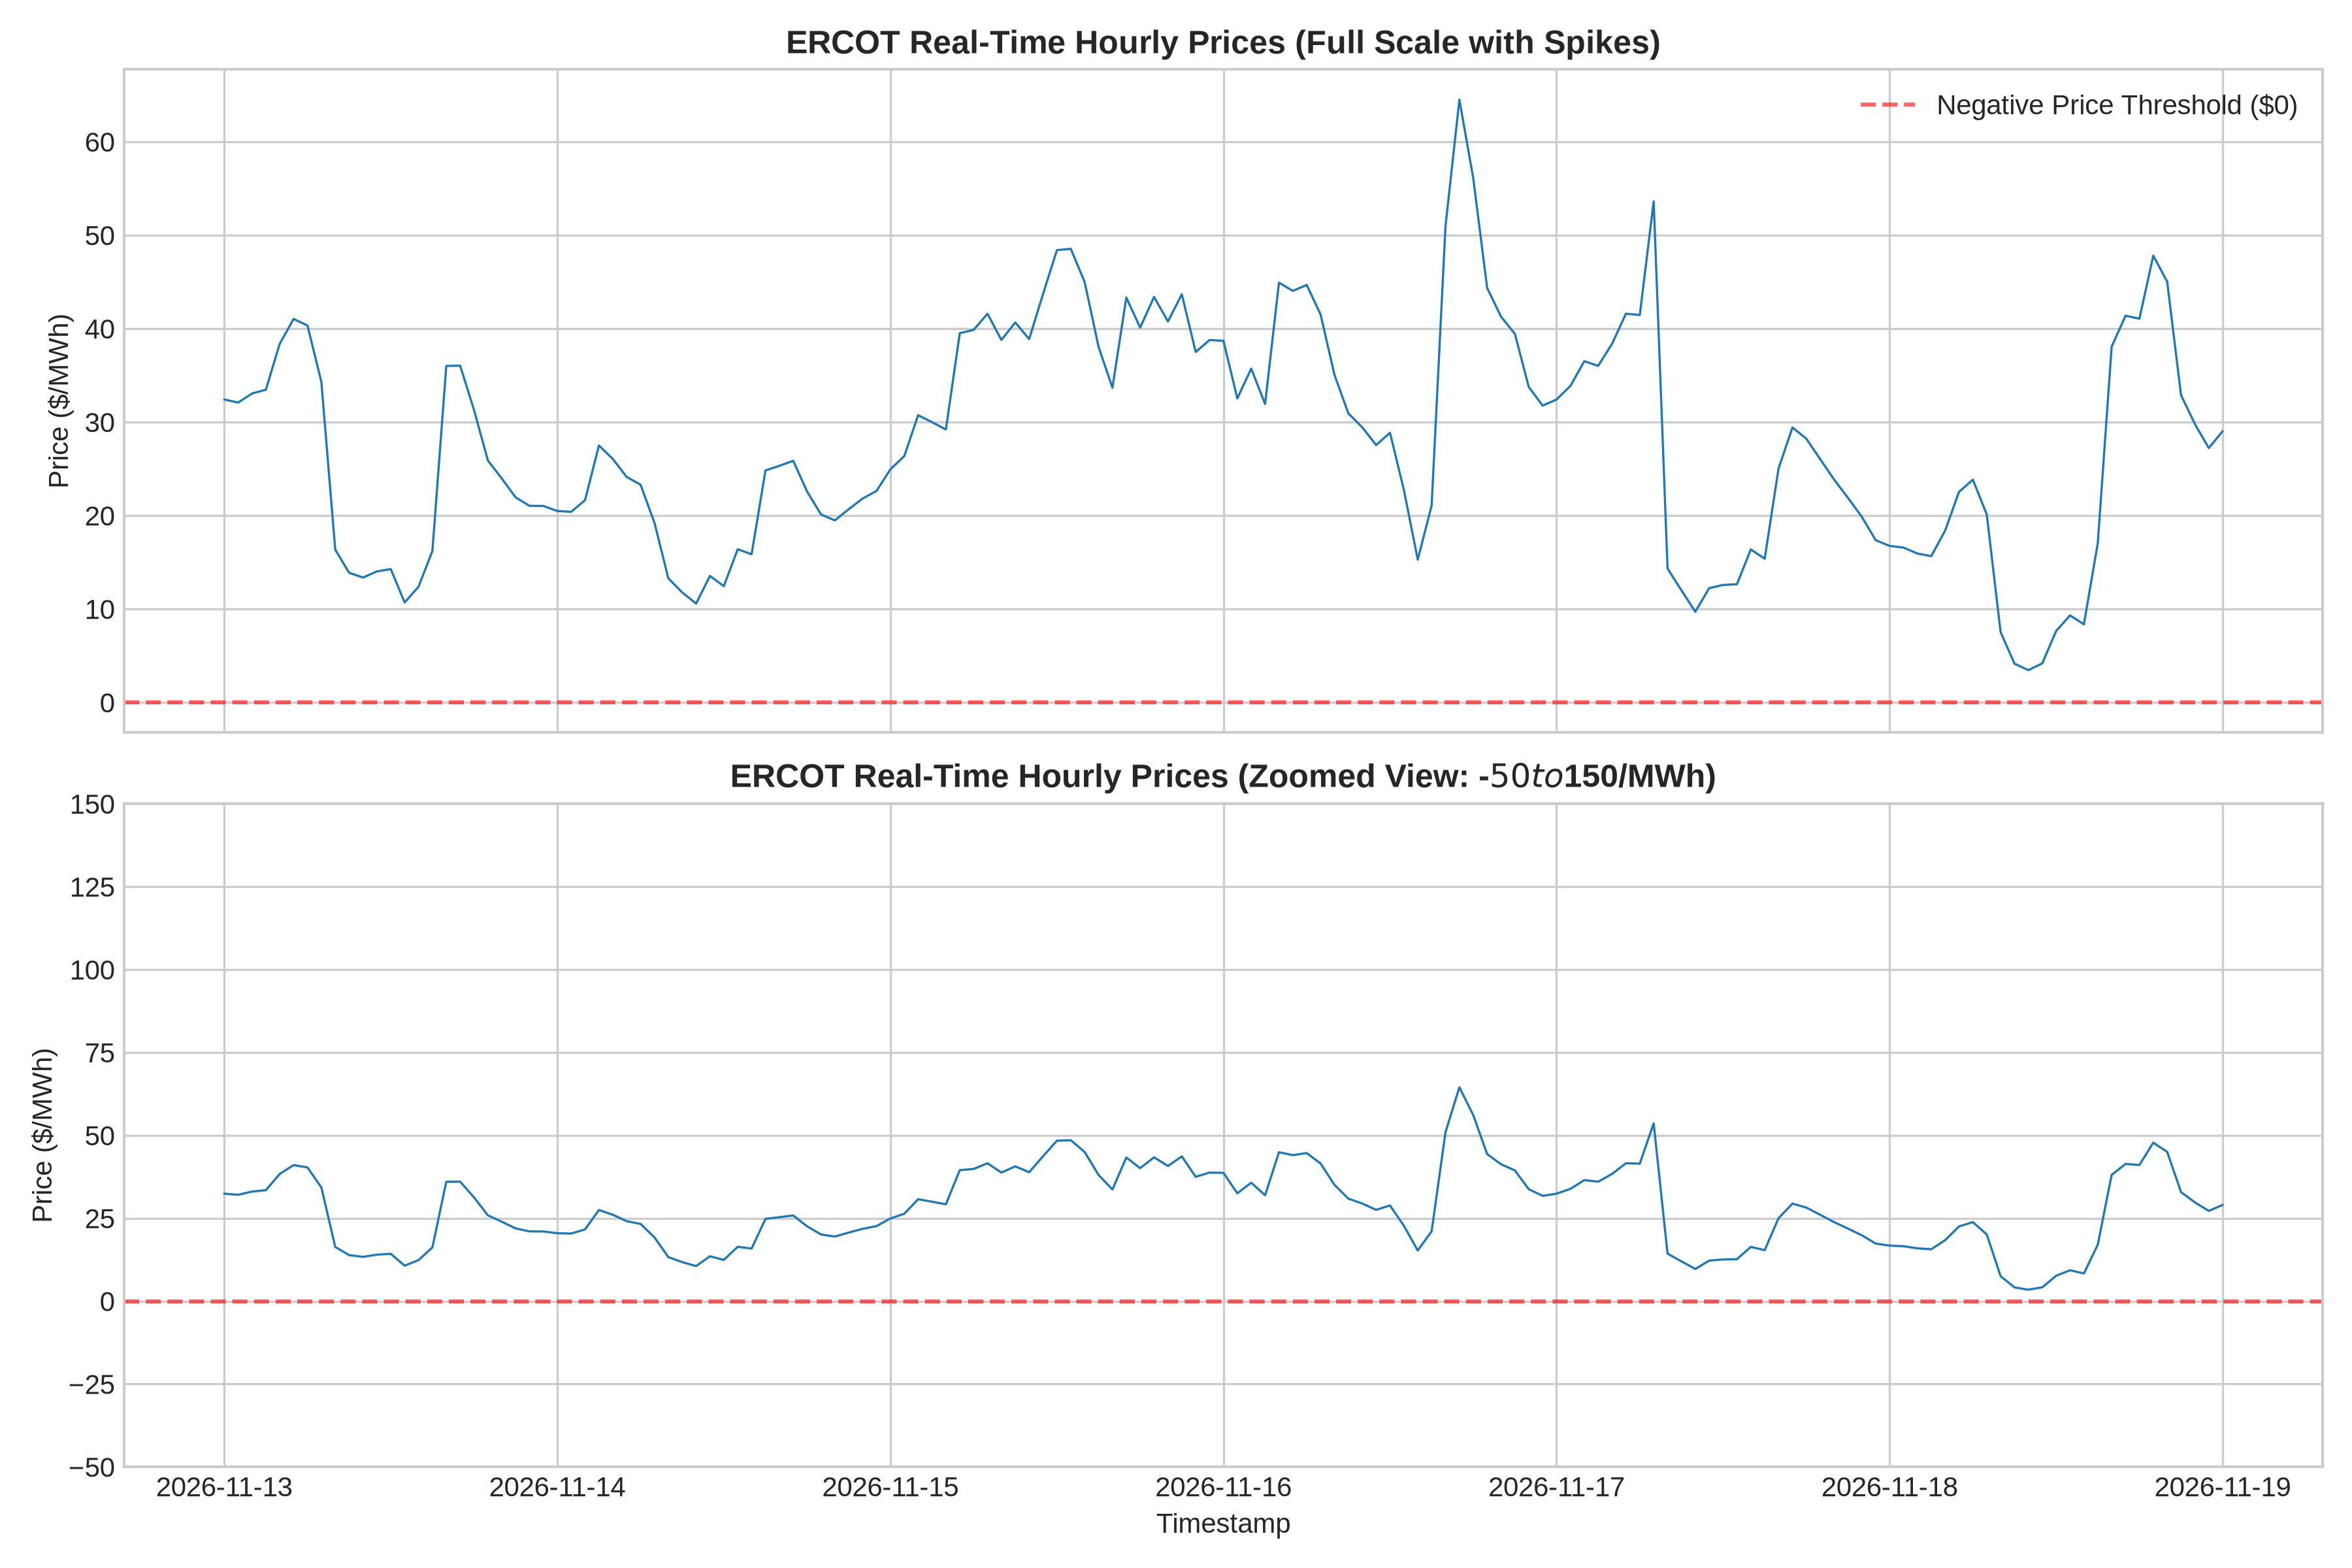 ERCOT Real-Time Hourly Prices (Full Scale with Spikes)
Negative Price Threshold ($0)
Price ($/MWh)
60
50
40
30
20
10
0
ERCOT Real-Time Hourly Prices (Zoomed View: -50to150/MWh)
Price ($/MWh)
150
125
100
75
50
25
0
−25
−50
2026-11-13 2026-11-14 2026-11-15 2026-11-16 2026-11-17 2026-11-18 2026-11-19
Timestamp